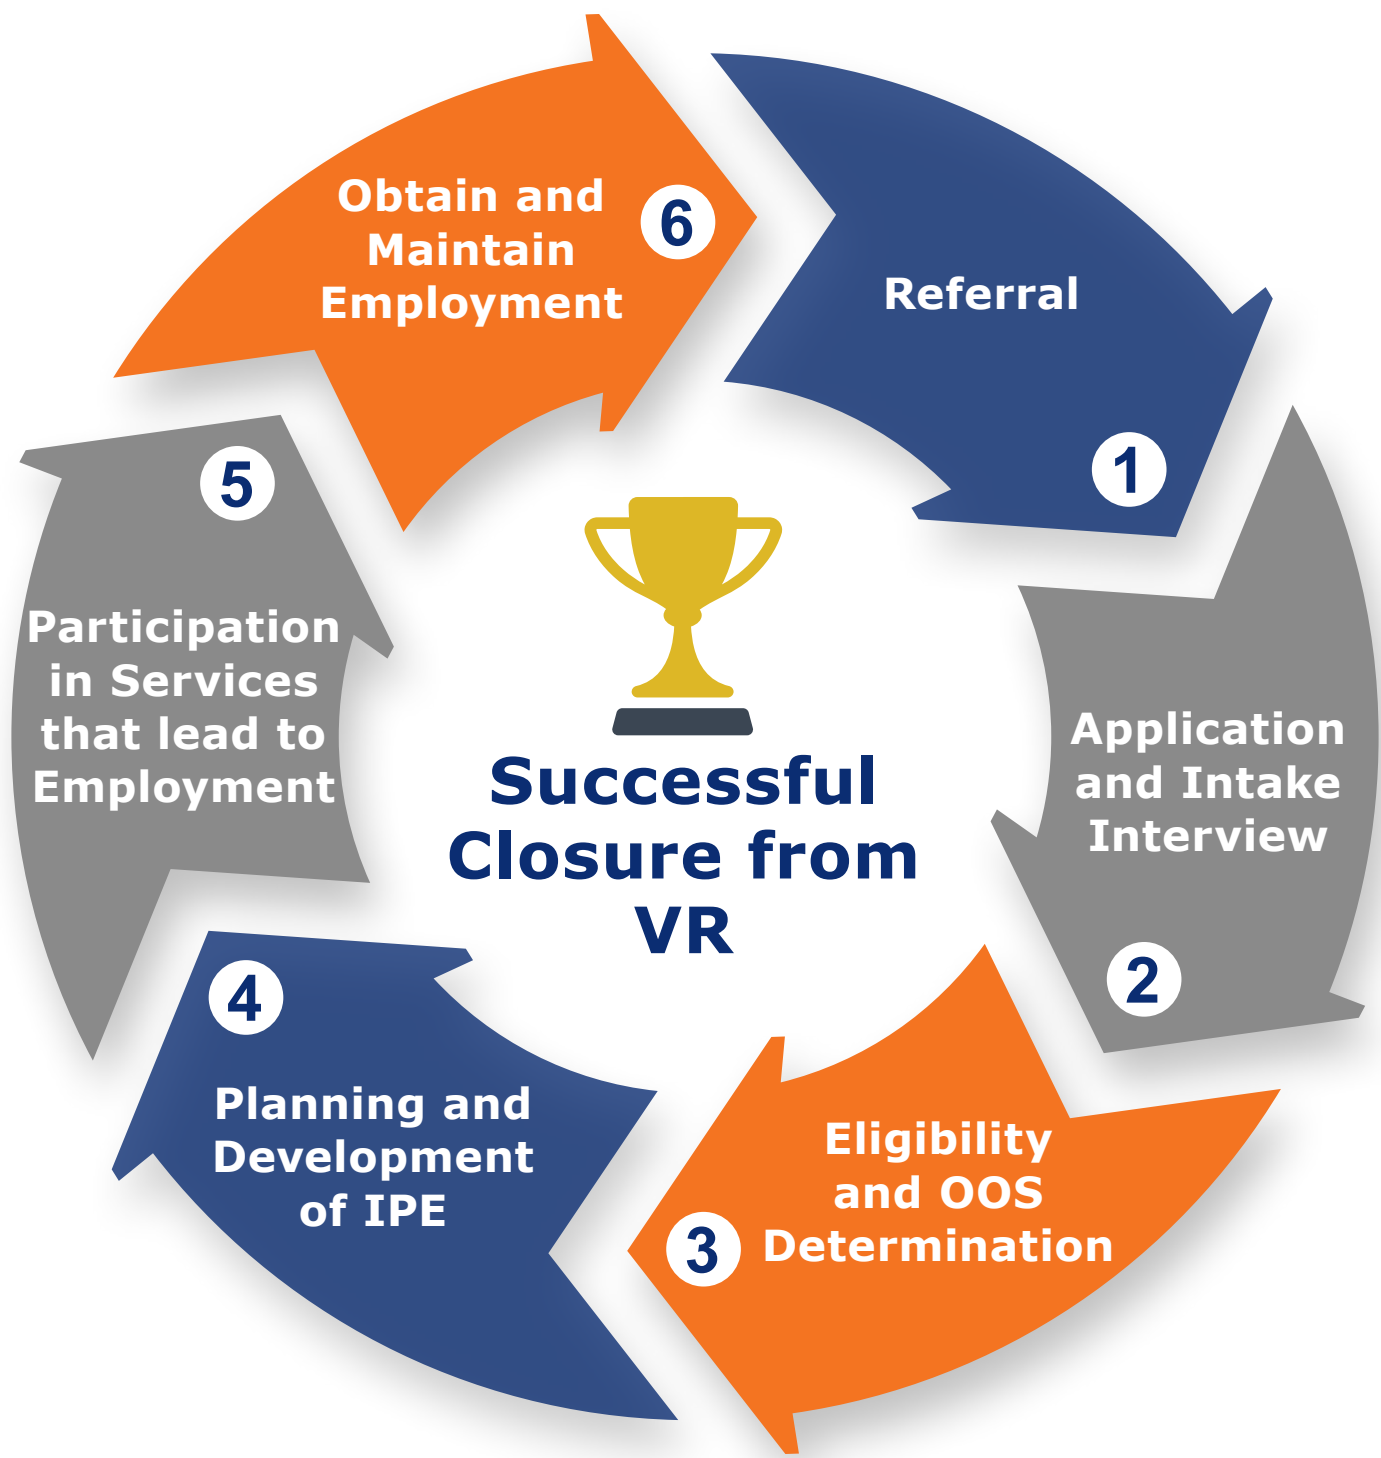 Referral
1
Application
and Intake
Interview
2
Eligibility
and OOS
Determination
3
Planning and
Development
of IPE
4
Participation
in Services
that lead to
Employment
5
Obtain and
Maintain
Employment
6
Successful
Closure from
VR